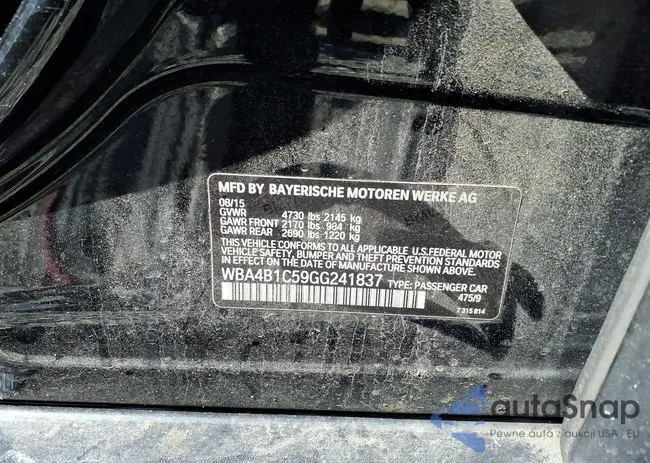 MFD BY BAYERISCHE MOTOREN WERKE AG
08/15
GVWR 4730 lbs 2145 kg
GAWR FRONT 2170 lbs 984 kg
GAWR REAR 2690 lbs 1220 kg
THIS VEHICLE CONFORMS TO ALL APPLICABLE U.S.FEDERAL MOTOR
VEHICLE SAFETY, BUMPER AND THEFT PREVENTION STANDARDS
IN EFFECT ON THE DATE OF MANUFACTURE SHOWN ABOVE.
WBA4B1C59GG241837 TYPE: PASSENGER CAR
475/9
7 315 814
autaSnap
Pewne auta z aukcji USA i EU